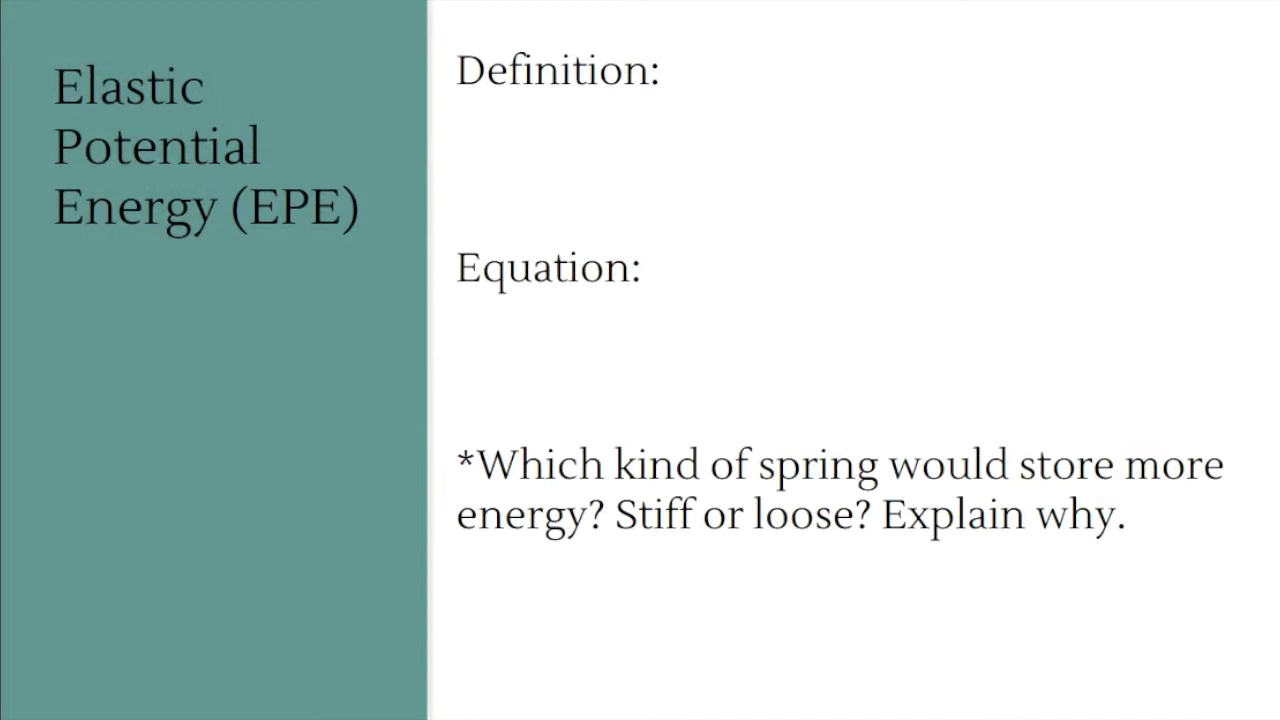 Elastic
Potential
Energy (EPE)
Definition:
Equation:
*Which kind of spring would store more
energy? Stiff or loose? Explain why.